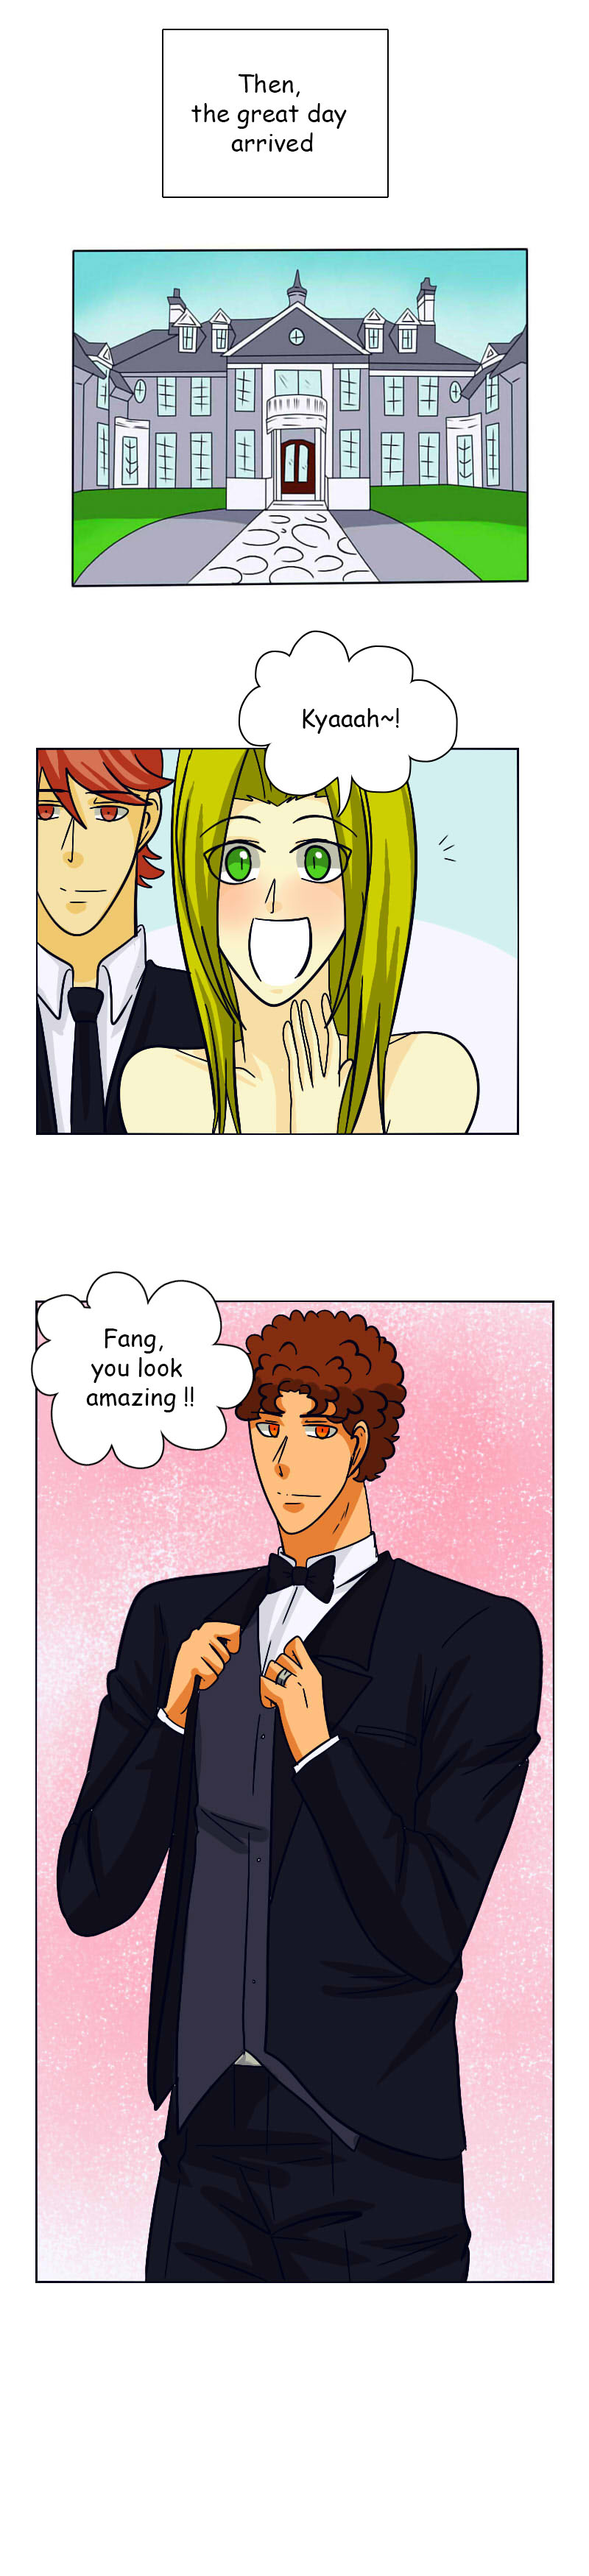 Then,
the great day
arrived
Kyaaah~!
Fang,
you look
amazing !!